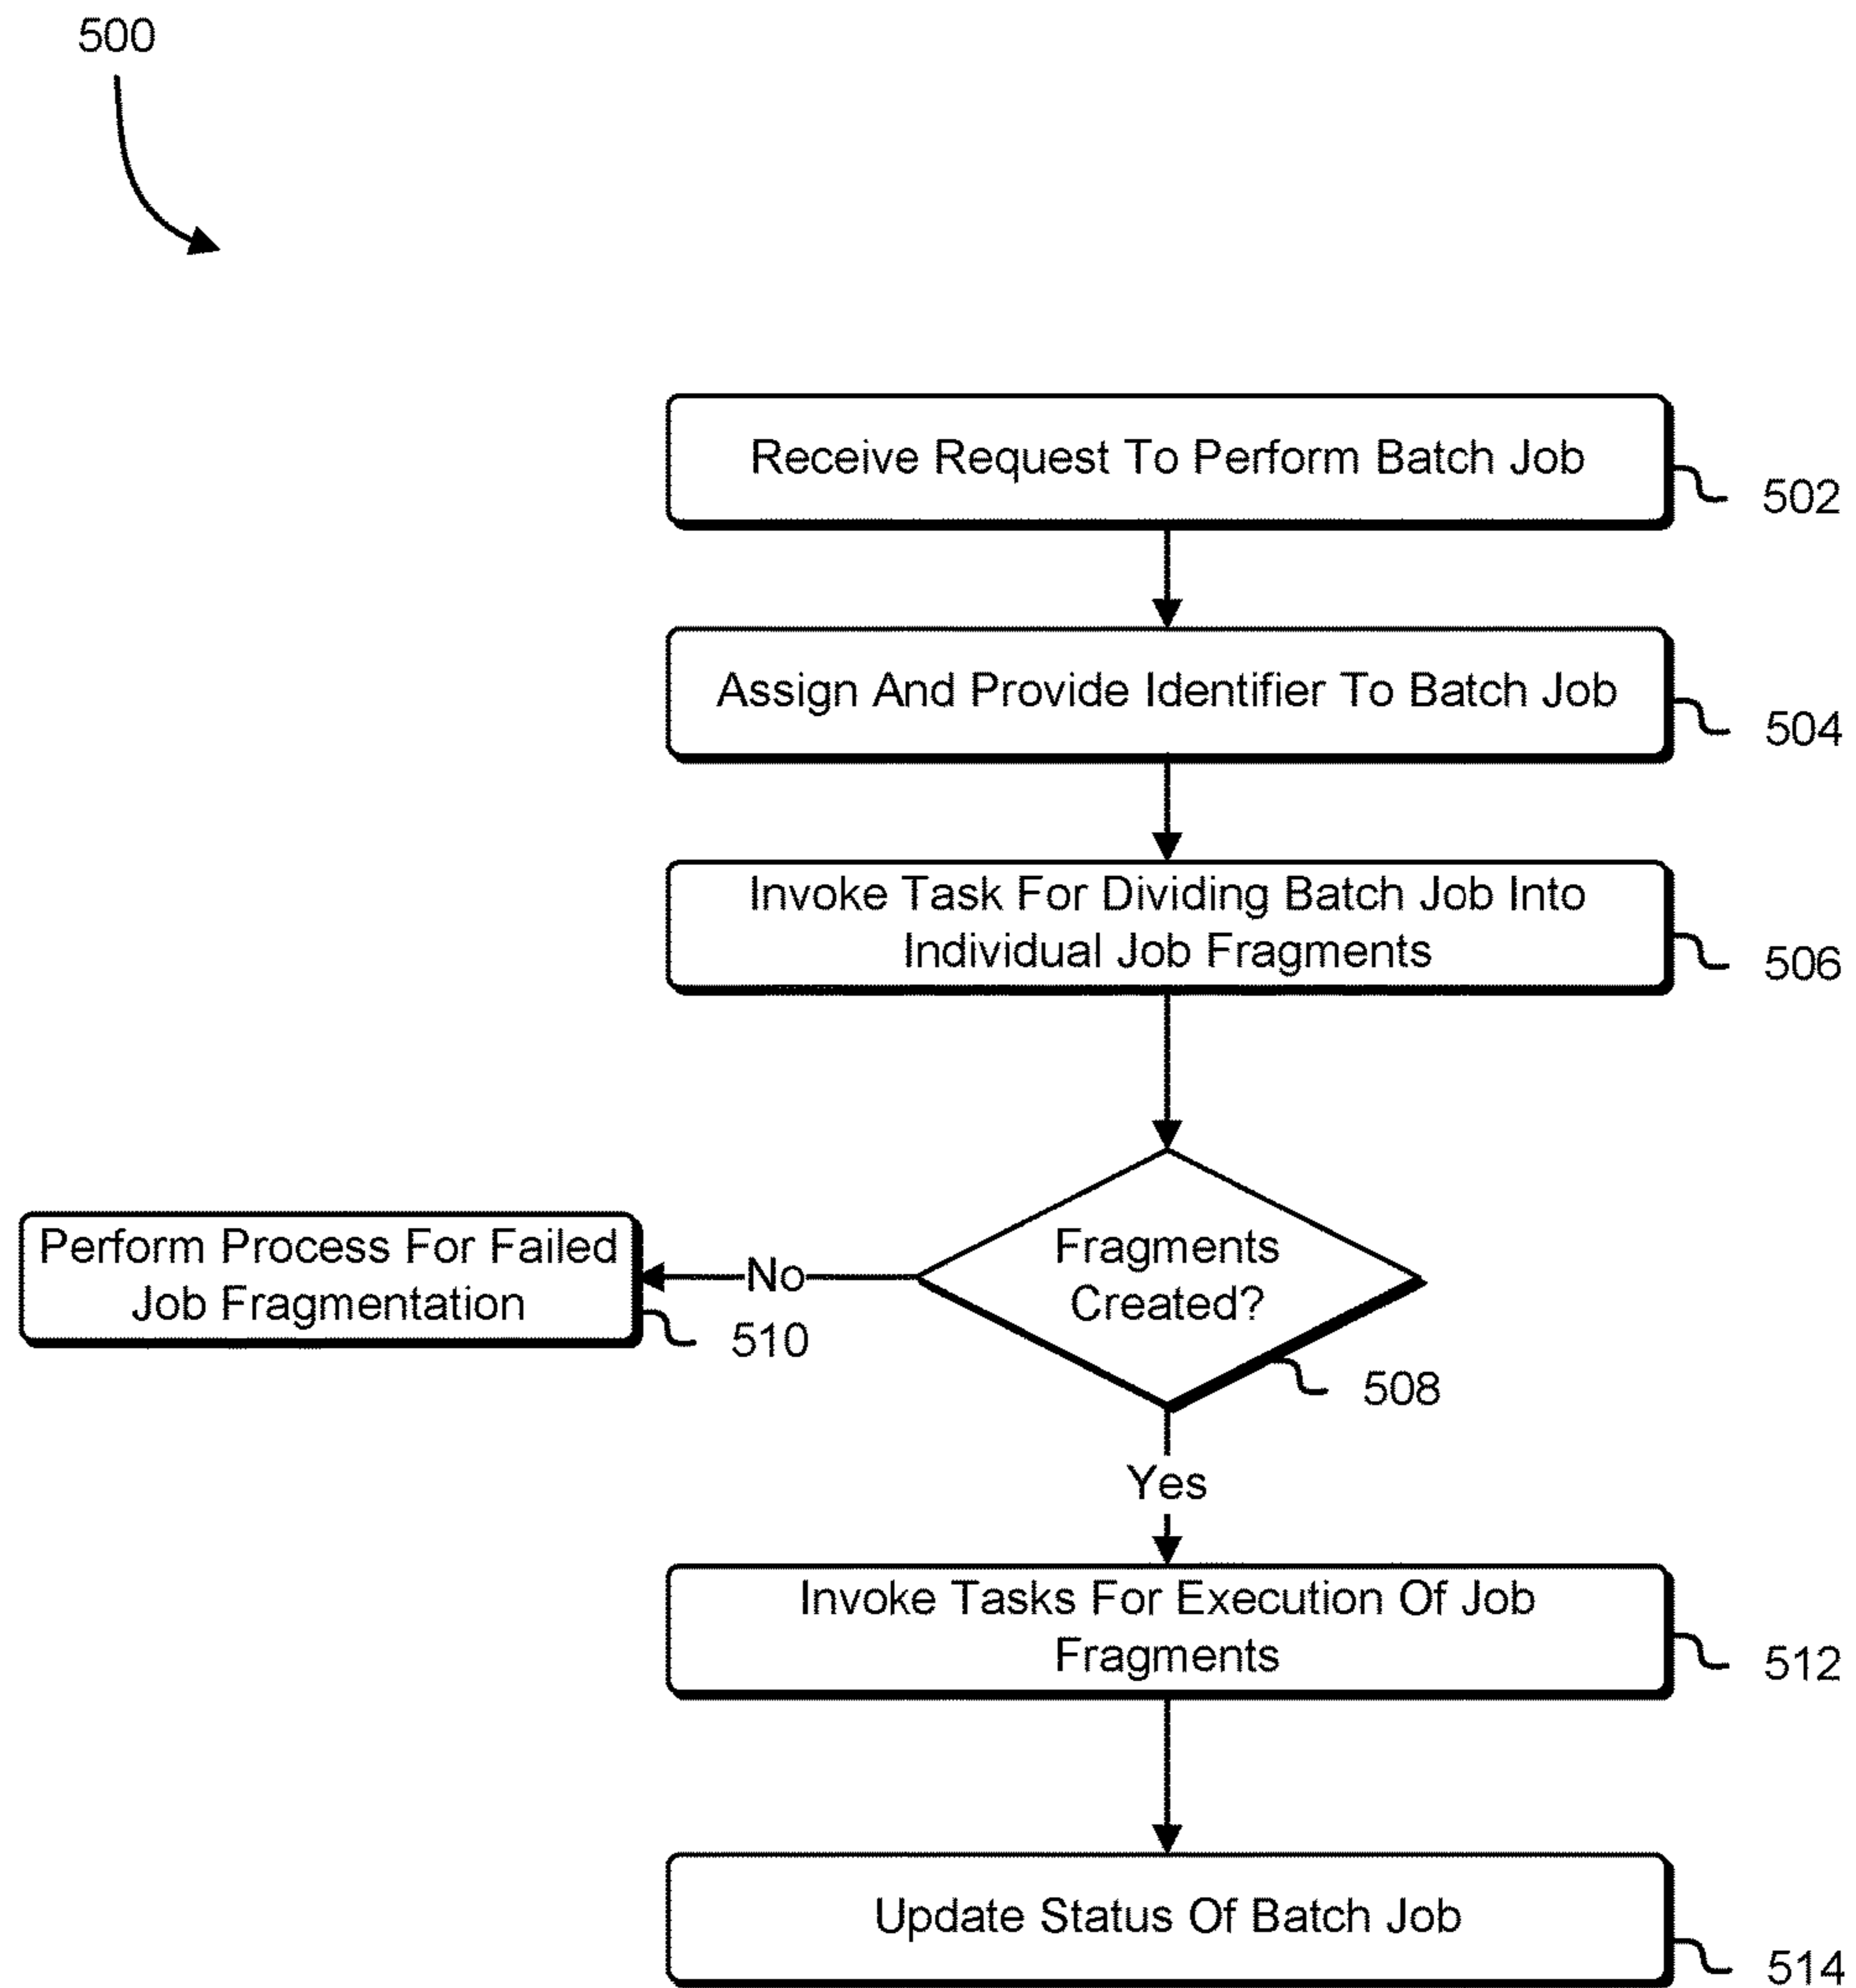 500
Receive Request To Perform Batch Job
502
Assign And Provide Identifier To Batch Job
504
Invoke Task For Dividing Batch Job Into
Individual Job Fragments
506
Fragments
Created?
508
No
Perform Process For Failed
Job Fragmentation
510
Yes
Invoke Tasks For Execution Of Job
Fragments
512
Update Status Of Batch Job
514